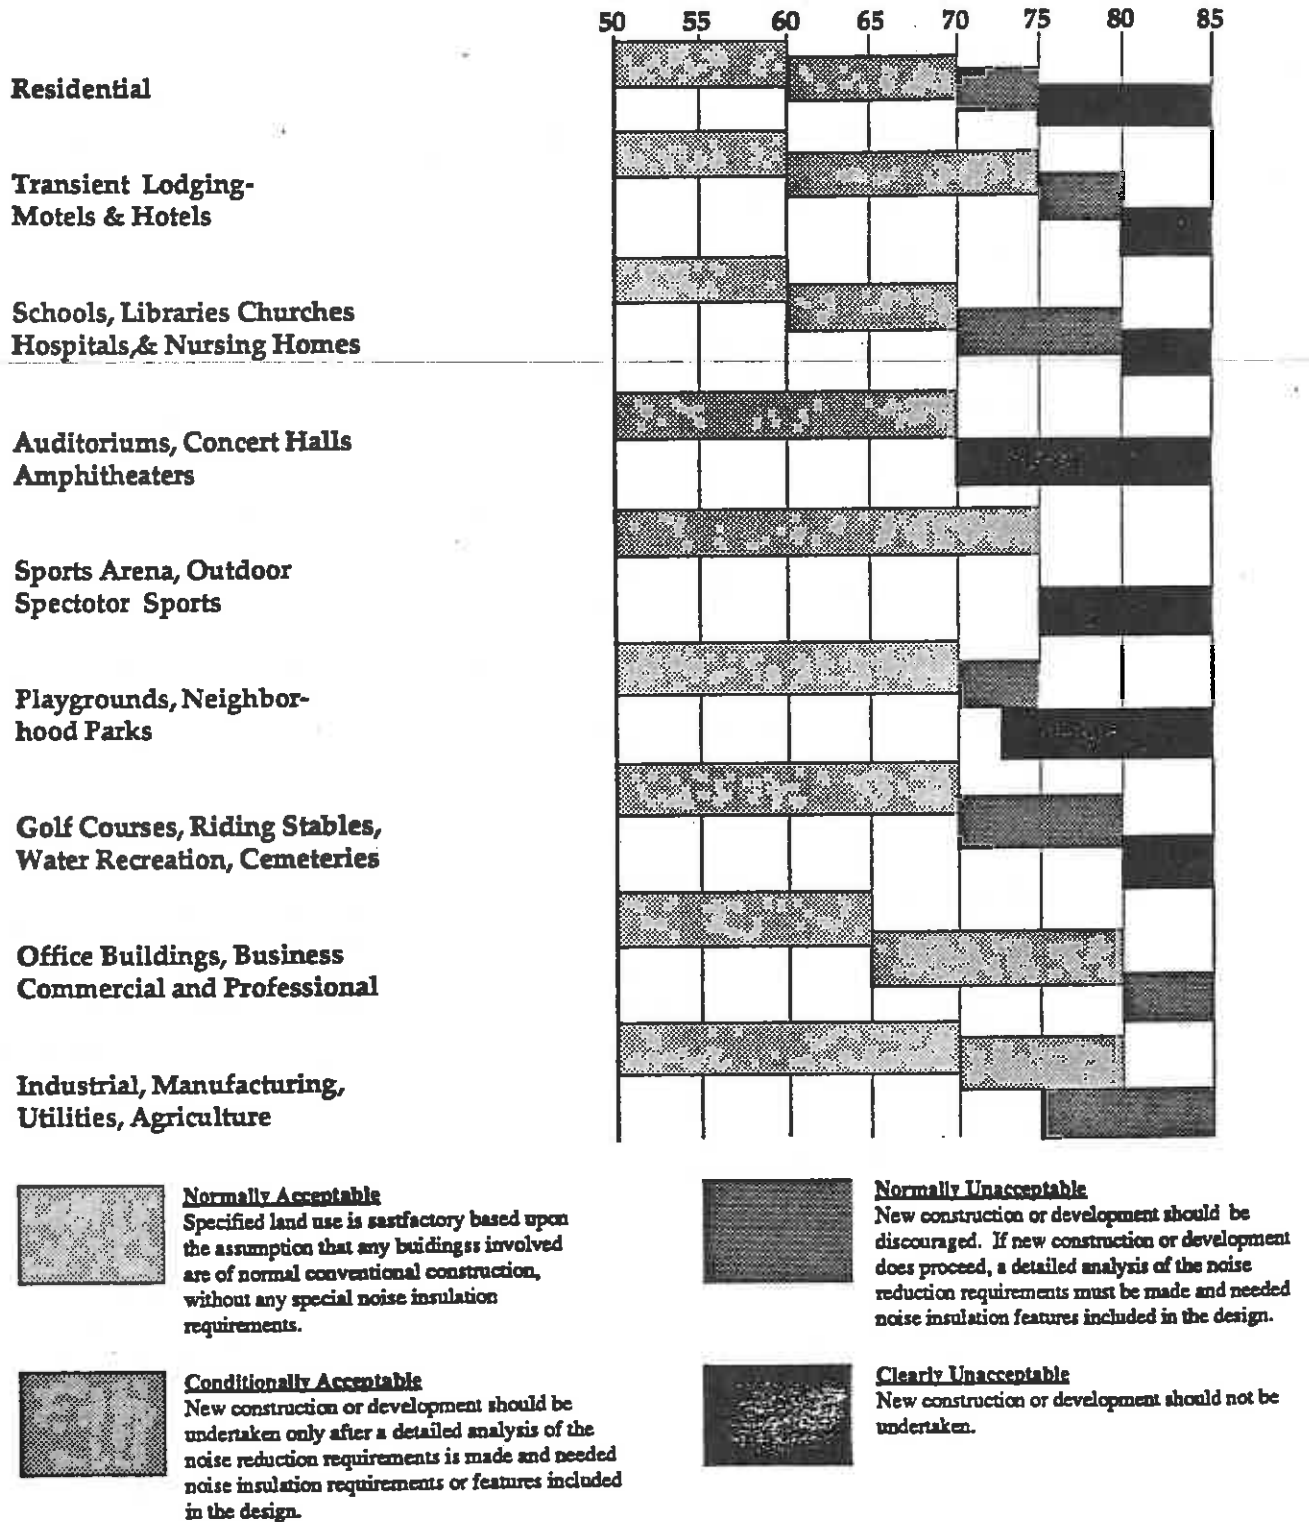 50 55 60 65 70 75 80 85
Residential
Transient Lodging-
Motels & Hotels
Schools, Libraries Churches
Hospitals,& Nursing Homes
Auditoriums, Concert Halls
Amphitheaters
Sports Arena, Outdoor
Spectotor Sports
Playgrounds, Neighbor-
hood Parks
Golf Courses, Riding Stables,
Water Recreation, Cemeteries
Office Buildings, Business
Commercial and Professional
Industrial, Manufacturing,
Utilities, Agriculture
Normally Acceptable
Specified land use is sastfactory based upon
the assumption that any buidingss involved
are of normal conventional construction,
without any special noise insulation
requirements.
Conditionally Acceptable
New construction or development should be
undertaken only after a detailed analysis of the
noise reduction requirements is made and needed
noise insulation requirements or features included
in the design.
Normally Unacceptable
New construction or development should be
discouraged. If new construction or development
does proceed, a detailed analysis of the noise
reduction requirements must be made and needed
noise insulation features included in the design.
Clearly Unacceptable
New construction or development should not be
undertaken.